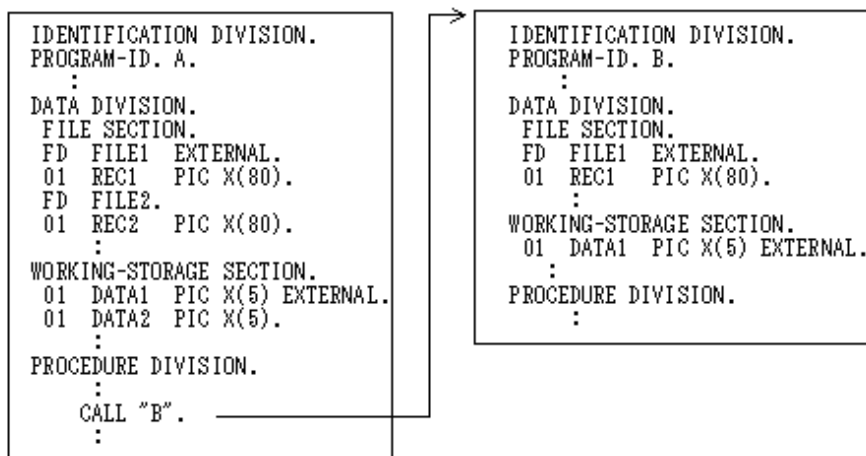 IDENTIFICATION DIVISION.
PROGRAM-ID. A.
:
DATA DIVISION.
FILE SECTION.
FD FILE1 EXTERNAL.
01 REC1 PIC X(80).
FD FILE2.
01 REC2 PIC X(80).
:
WORKING-STORAGE SECTION.
01 DATA1 PIC X(5) EXTERNAL.
01 DATA2 PIC X(5).
:
PROCEDURE DIVISION.
:
CALL "B".
:
IDENTIFICATION DIVISION.
PROGRAM-ID. B.
:
DATA DIVISION.
FILE SECTION.
FD FILE1 EXTERNAL.
01 REC1 PIC X(80).
:
WORKING-STORAGE SECTION.
01 DATA1 PIC X(5) EXTERNAL.
:
PROCEDURE DIVISION.
: